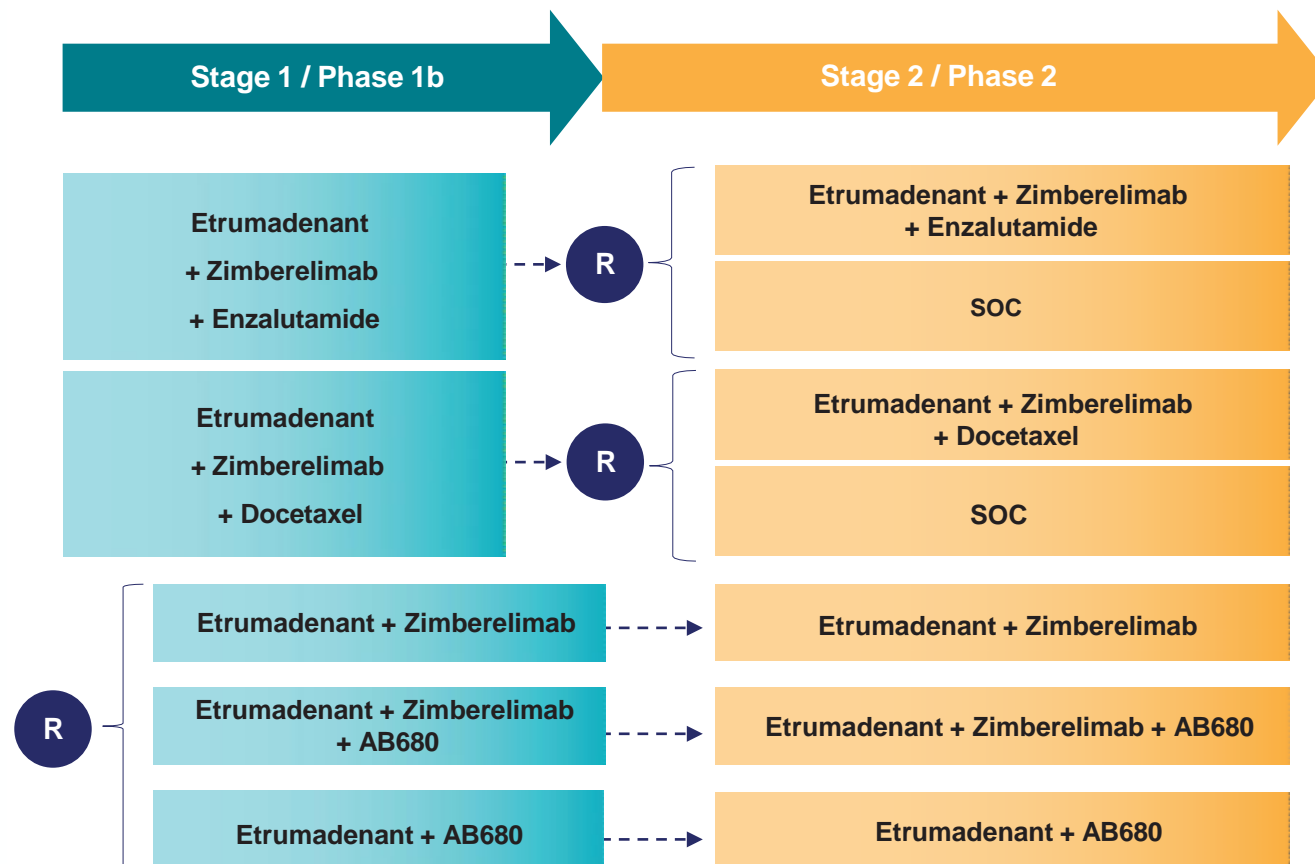 Stage 1 / Phase 1b
Stage 2 / Phase 2
Etrumadenant
+ Zimberelimab
+ Enzalutamide
R
Etrumadenant + Zimberelimab
+ Enzalutamide
SOC
Etrumadenant
+ Zimberelimab
+ Docetaxel
R
Etrumadenant + Zimberelimab
+ Docetaxel
SOC
R
Etrumadenant + Zimberelimab
Etrumadenant + Zimberelimab
Etrumadenant + Zimberelimab
+ AB680
Etrumadenant + Zimberelimab + AB680
Etrumadenant + AB680
Etrumadenant + AB680